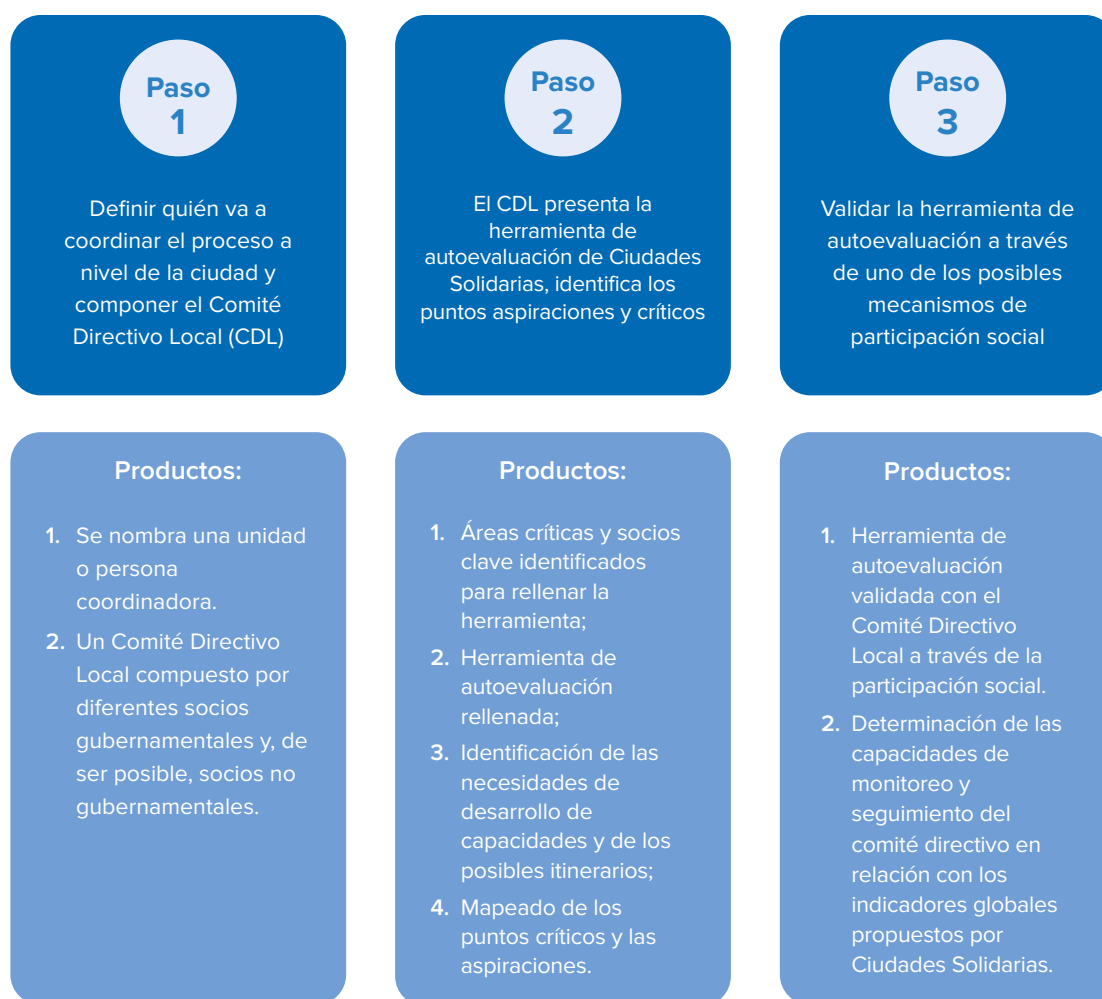 Paso
1
Definir quién va a
coordinar el proceso a
nivel de la ciudad y
componer el Comité
Directivo Local (CDL)
Productos:
1. Se nombra una unidad
o persona
coordinadora.
2. Un Comité Directivo
Local compuesto por
diferentes socios
gubernamentales y, de
ser posible, socios no
gubernamentales.
Paso
2
El CDL presenta la
herramienta de
autoevaluación de Ciudades
Solidarias, identifica los
puntos aspiraciones y críticos
Productos:
1. Áreas críticas y socios
clave identificados
para rellenar la
herramienta;
2. Herramienta de
autoevaluación
rellenada;
3. Identificación de las
necesidades de
desarrollo de
capacidades y de los
posibles itinerarios;
4. Mapeado de los
puntos críticos y las
aspiraciones.
Paso
3
Validar la herramienta de
autoevaluación a través
de uno de los posibles
mecanismos de
participación social
Productos:
1. Herramienta de
autoevaluación
validada con el
Comité Directivo
Local a través de la
participación social.
2. Determinación de las
capacidades de
monitoreo y
seguimiento del
comité directivo en
relación con los
indicadores globales
propuestos por
Ciudades Solidarias.